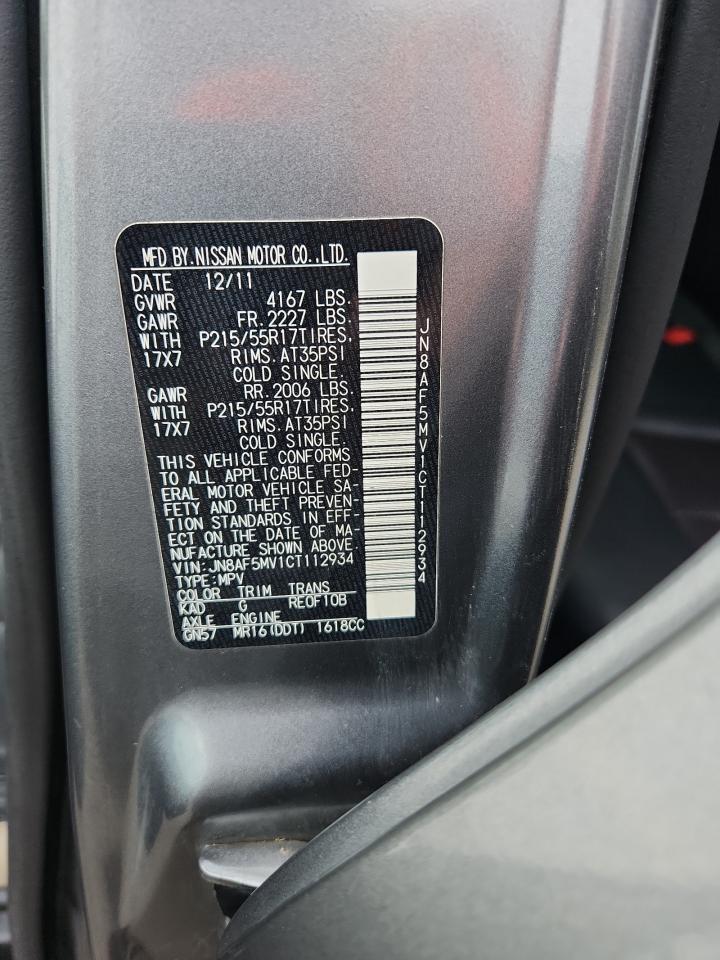 MFD BY.NISSAN MOTOR CO.,LTD.
DATE 12/11
GVWR 4167 LBS.
GAWR FR.2227 LBS.
WITH P215/55R17TIRES.
17X7 RIMS.AT35PSI
COLD SINGLE.
GAWR RR.2006 LBS.
WITH P215/55R17TIRES.
17X7 RIMS.AT35PSI
COLD SINGLE.
THIS VEHICLE CONFORMS
TO ALL APPLICABLE FED-
ERAL MOTOR VEHICLE SA-
FETY AND THEFT PREVEN-
TION STANDARDS IN EFF-
ECT ON THE DATE OF MA-
NUFACTURE SHOWN ABOVE
VIN:JN8AF5MV1CT112934
TYPE:MPV
COLOR TRIM TRANS
KAD G RE0F10B
AXLE ENGINE
GN57 MR16(DDT) 1618CC
JN8AF5MV1CT112934